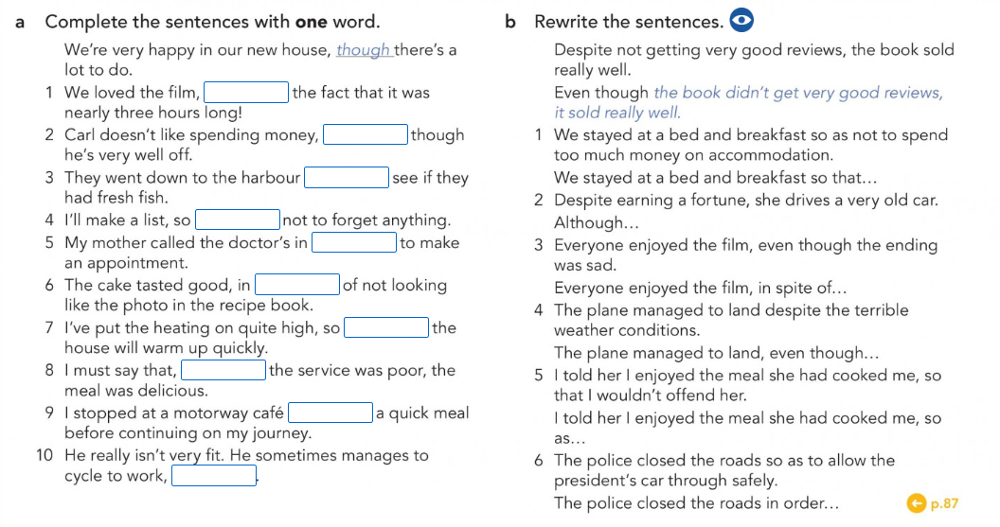 a Complete the sentences with one word.
We're very happy in our new house, though there's a
lot to do.
1 We loved the film, the fact that it was
nearly three hours long!
2 Carl doesn't like spending money, though
he's very well off.
3 They went down to the harbour see if they
had fresh fish.
4 I'll make a list, so not to forget anything.
5 My mother called the doctor's in to make
an appointment.
6 The cake tasted good, in of not looking
like the photo in the recipe book.
7 I've put the heating on quite high, so the
house will warm up quickly.
8 I must say that, the service was poor, the
meal was delicious.
9 I stopped at a motorway café a quick meal
before continuing on my journey.
10 He really isn't very fit. He sometimes manages to
cycle to work, .
b Rewrite the sentences.
Despite not getting very good reviews, the book sold
really well.
Even though the book didn't get very good reviews,
it sold really well.
1 We stayed at a bed and breakfast so as not to spend
too much money on accommodation.
We stayed at a bed and breakfast so that…
2 Despite earning a fortune, she drives a very old car.
Although…
3 Everyone enjoyed the film, even though the ending
was sad.
Everyone enjoyed the film, in spite of…
4 The plane managed to land despite the terrible
weather conditions.
The plane managed to land, even though…
5 I told her I enjoyed the meal she had cooked me, so
that I wouldn't offend her.
I told her I enjoyed the meal she had cooked me, so
as…
6 The police closed the roads so as to allow the
president's car through safely.
The police closed the roads in order…
p.87